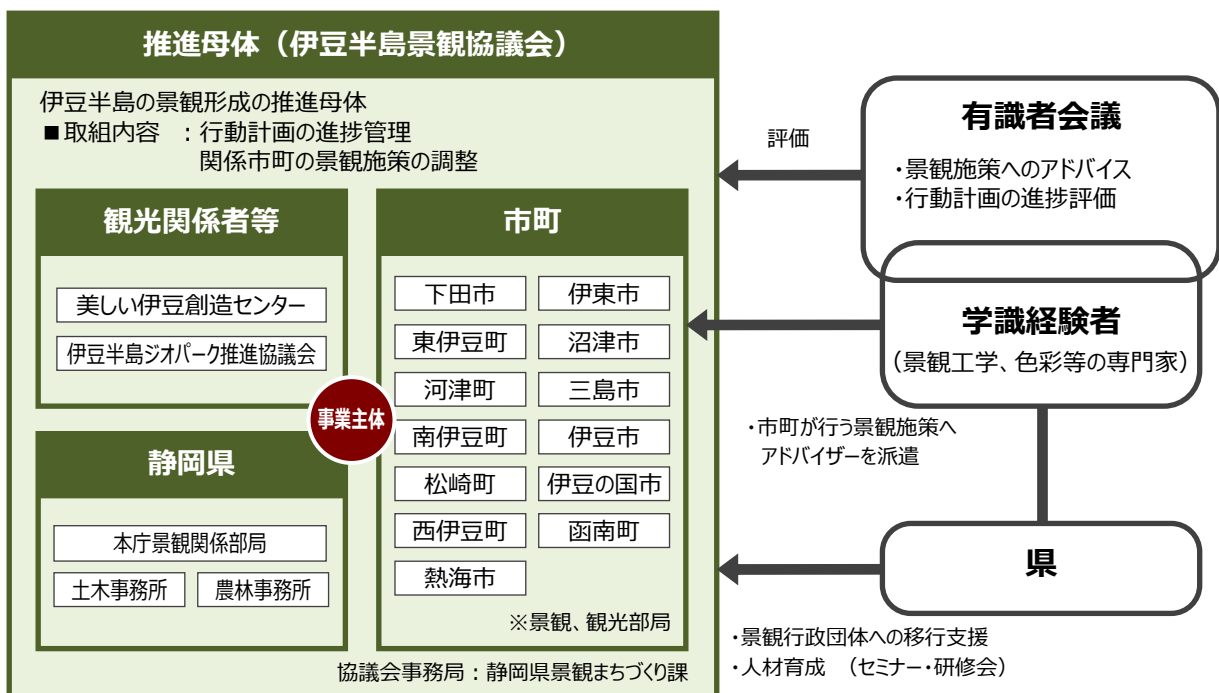 推進母体（伊豆半島景観協議会）
伊豆半島の景観形成の推進母体
■取組内容　：行動計画の進捗管理
関係市町の景観施策の調整
観光関係者等
美しい伊豆創造センター
伊豆半島ジオパーク推進協議会
静岡県
本庁景観関係部局
土木事務所
農林事務所
事業主体
市町
下田市
伊東市
東伊豆町
沼津市
河津町
三島市
南伊豆町
伊豆市
松崎町
伊豆の国市
西伊豆町
函南町
熱海市
※景観、観光部局
協議会事務局：静岡県景観まちづくり課
評価
有識者会議
・景観施策へのアドバイス
・行動計画の進捗評価
学識経験者
（景観工学、色彩等の専門家）
・市町が行う景観施策へ
アドバイザーを派遣
県
・景観行政団体への移行支援
・人材育成　（セミナー・研修会）